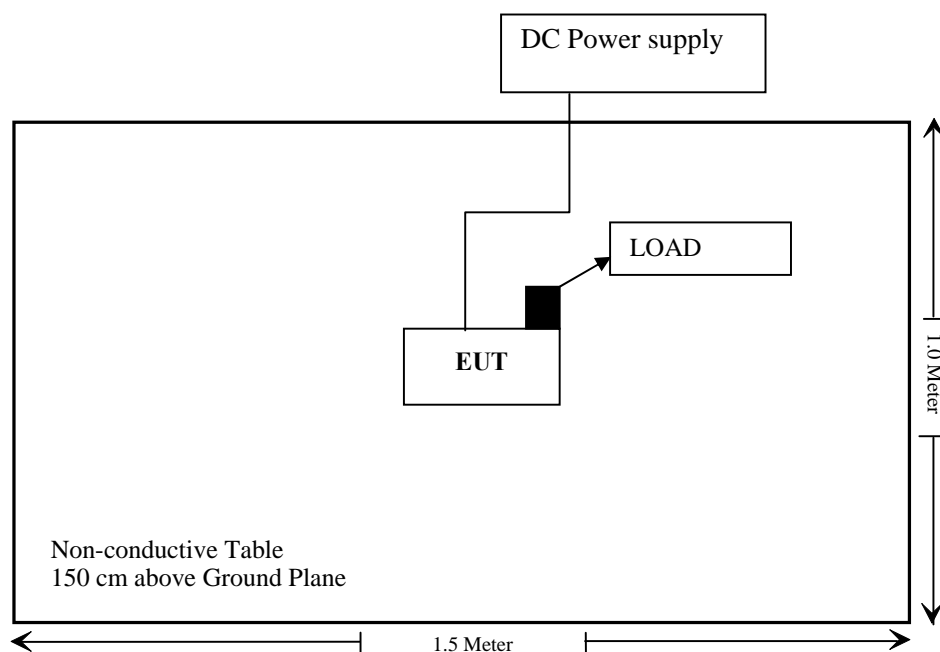 DC Power supply
LOAD
EUT
1.0 Meter
Non-conductive Table
150 cm above Ground Plane
1.5 Meter